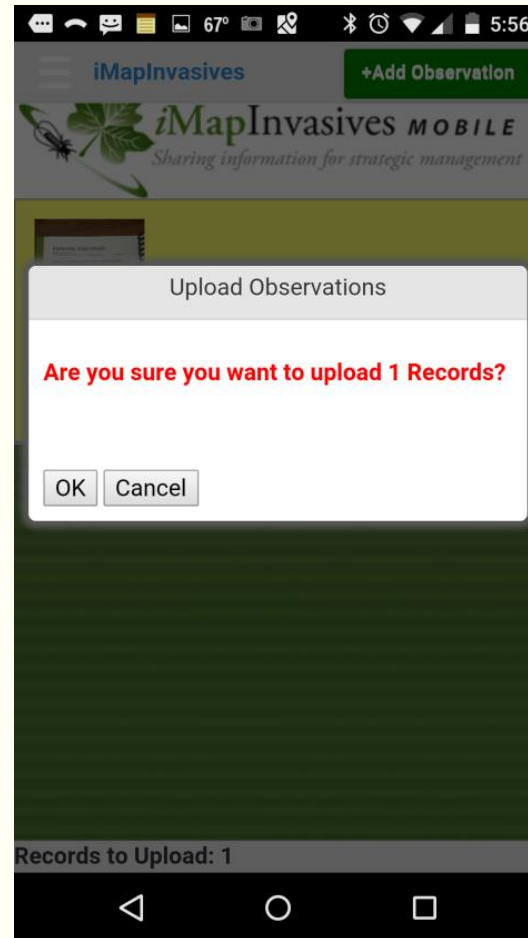 67° 5:56
iMapInvasives +Add Observation
iMapInvasives MOBILE
Sharing information for strategic management
Upload Observations
Are you sure you want to upload 1 Records?
OK Cancel
Records to Upload: 1